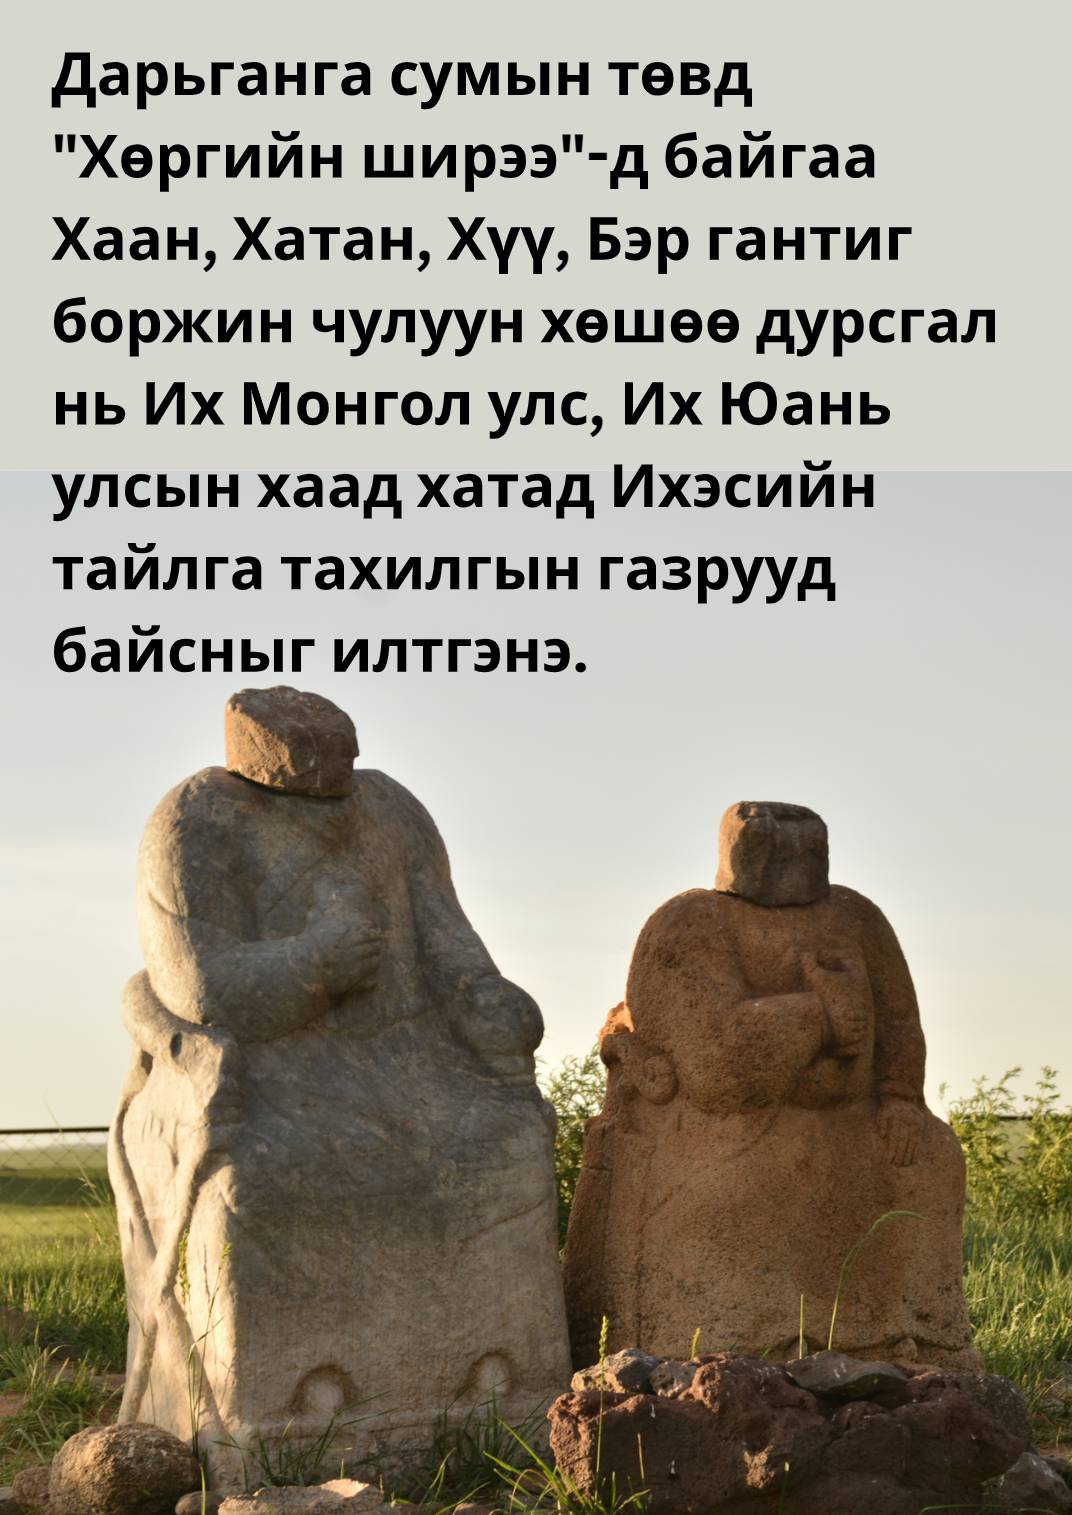 Дарьганга сумын төвд
"Хөргийн ширээ"-д байгаа
Хаан, Хатан, Хүү, Бэр гантиг
боржин чулуун хөшөө дурсгал
нь Их Монгол улс, Их Юань
улсын хаад хатад Ихэсийн
тайлга тахилгын газрууд
байсныг илтгэнэ.